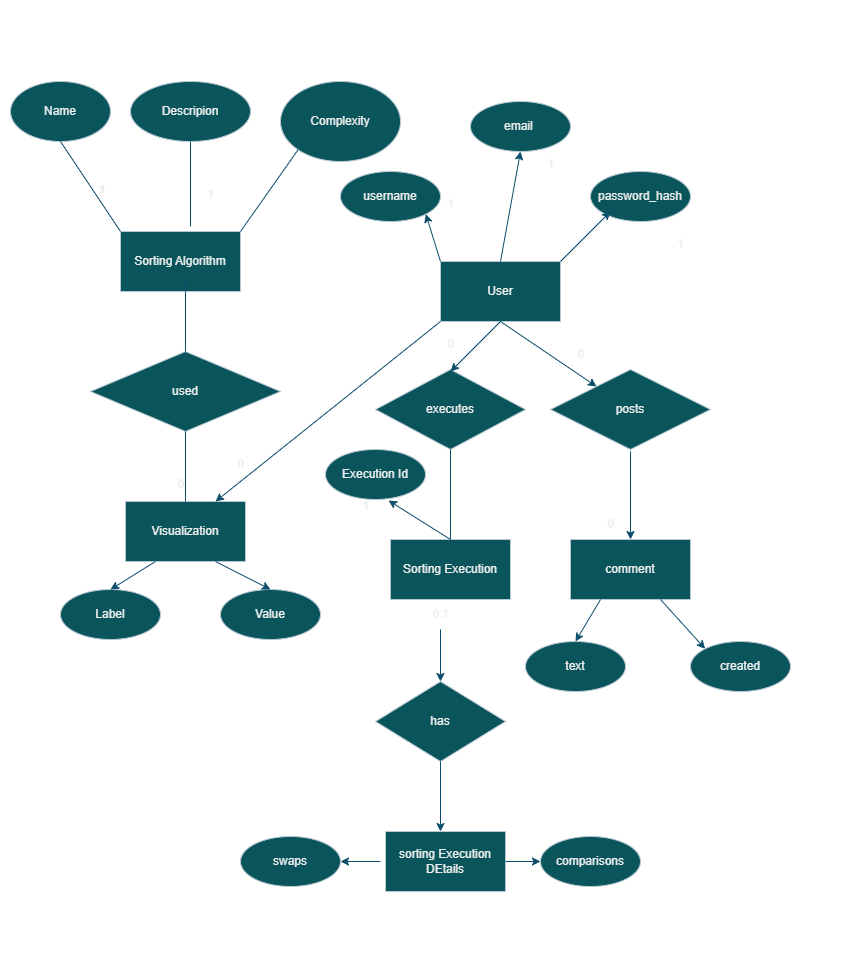 Name
Descripion
Complexity
email
username
password_hash
1
1
1
1
1
Sorting Algorithm
User
0
0
used
executes
posts
0
Execution Id
0
1
0
Visualization
Sorting Execution
comment
0.1
Label
Value
text
created
has
swaps
sorting Execution
DEtails
comparisons